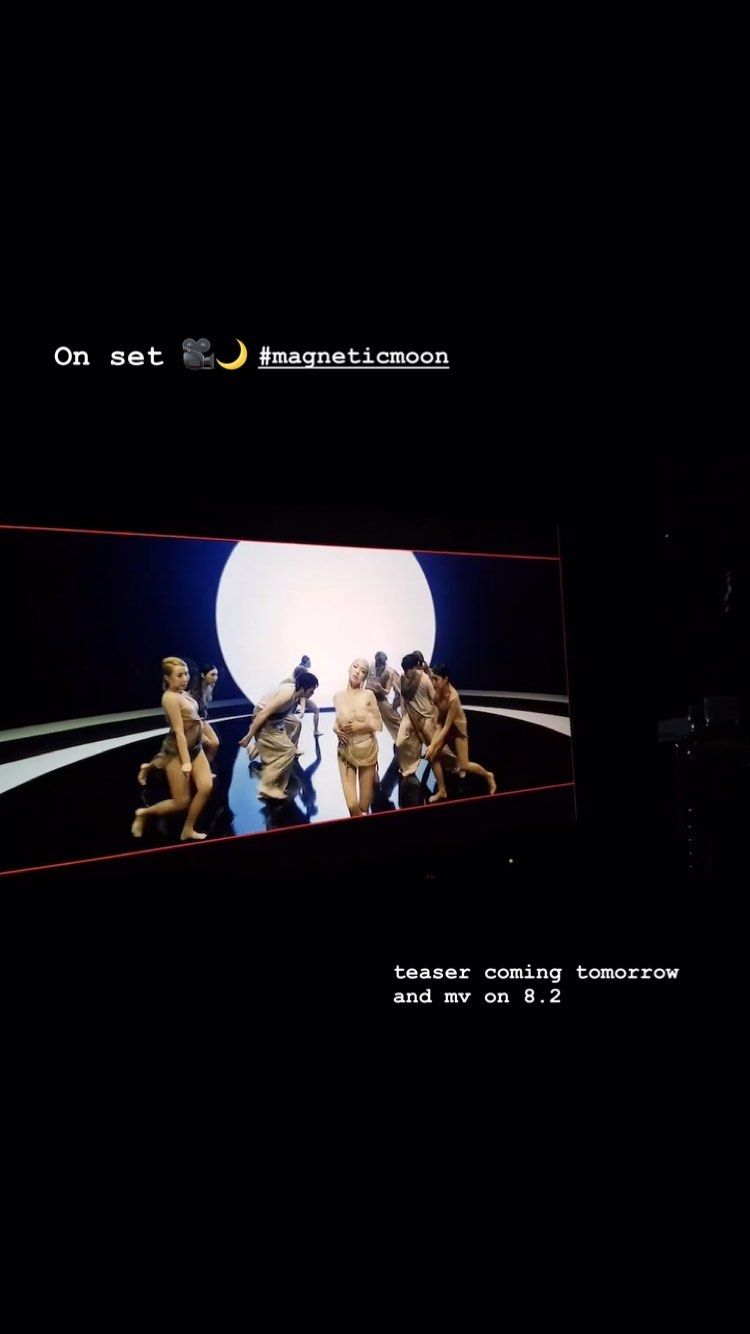 On set 🎥🌙 #magneticmoon
teaser coming tomorrow
and mv on 8.2